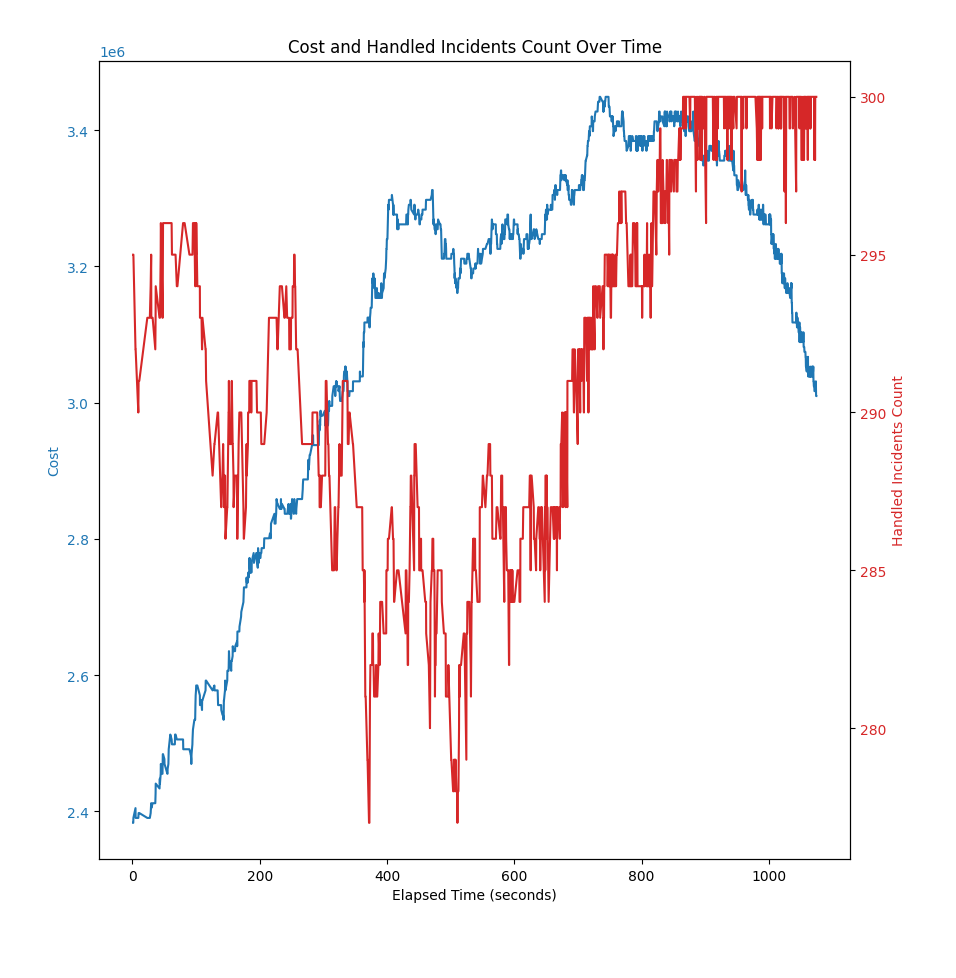 Cost and Handled Incidents Count Over Time
1e6
3.4
3.2
3.0
2.8
2.6
2.4
Cost
300
295
290
285
280
Handled Incidents Count
0 200 400 600 800 1000
Elapsed Time (seconds)